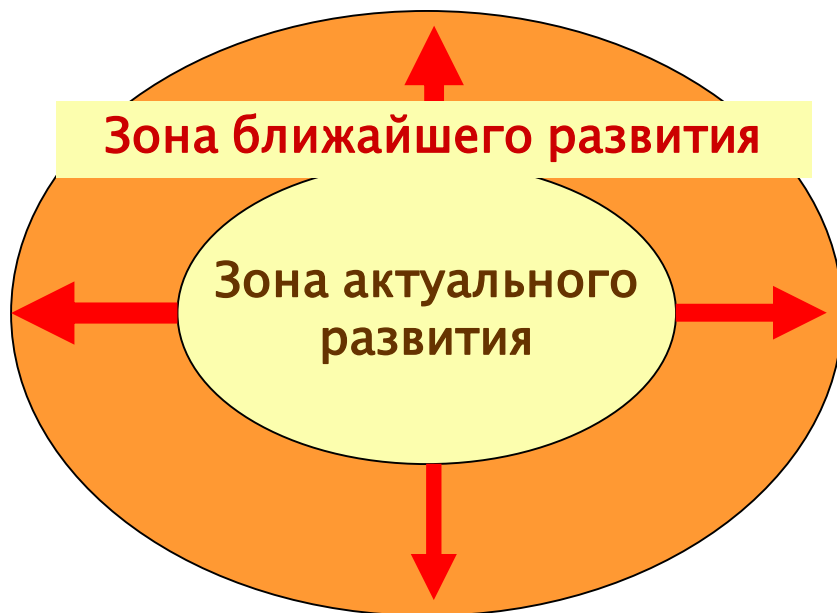 Зона ближайшего развития
Зона актуального
развития